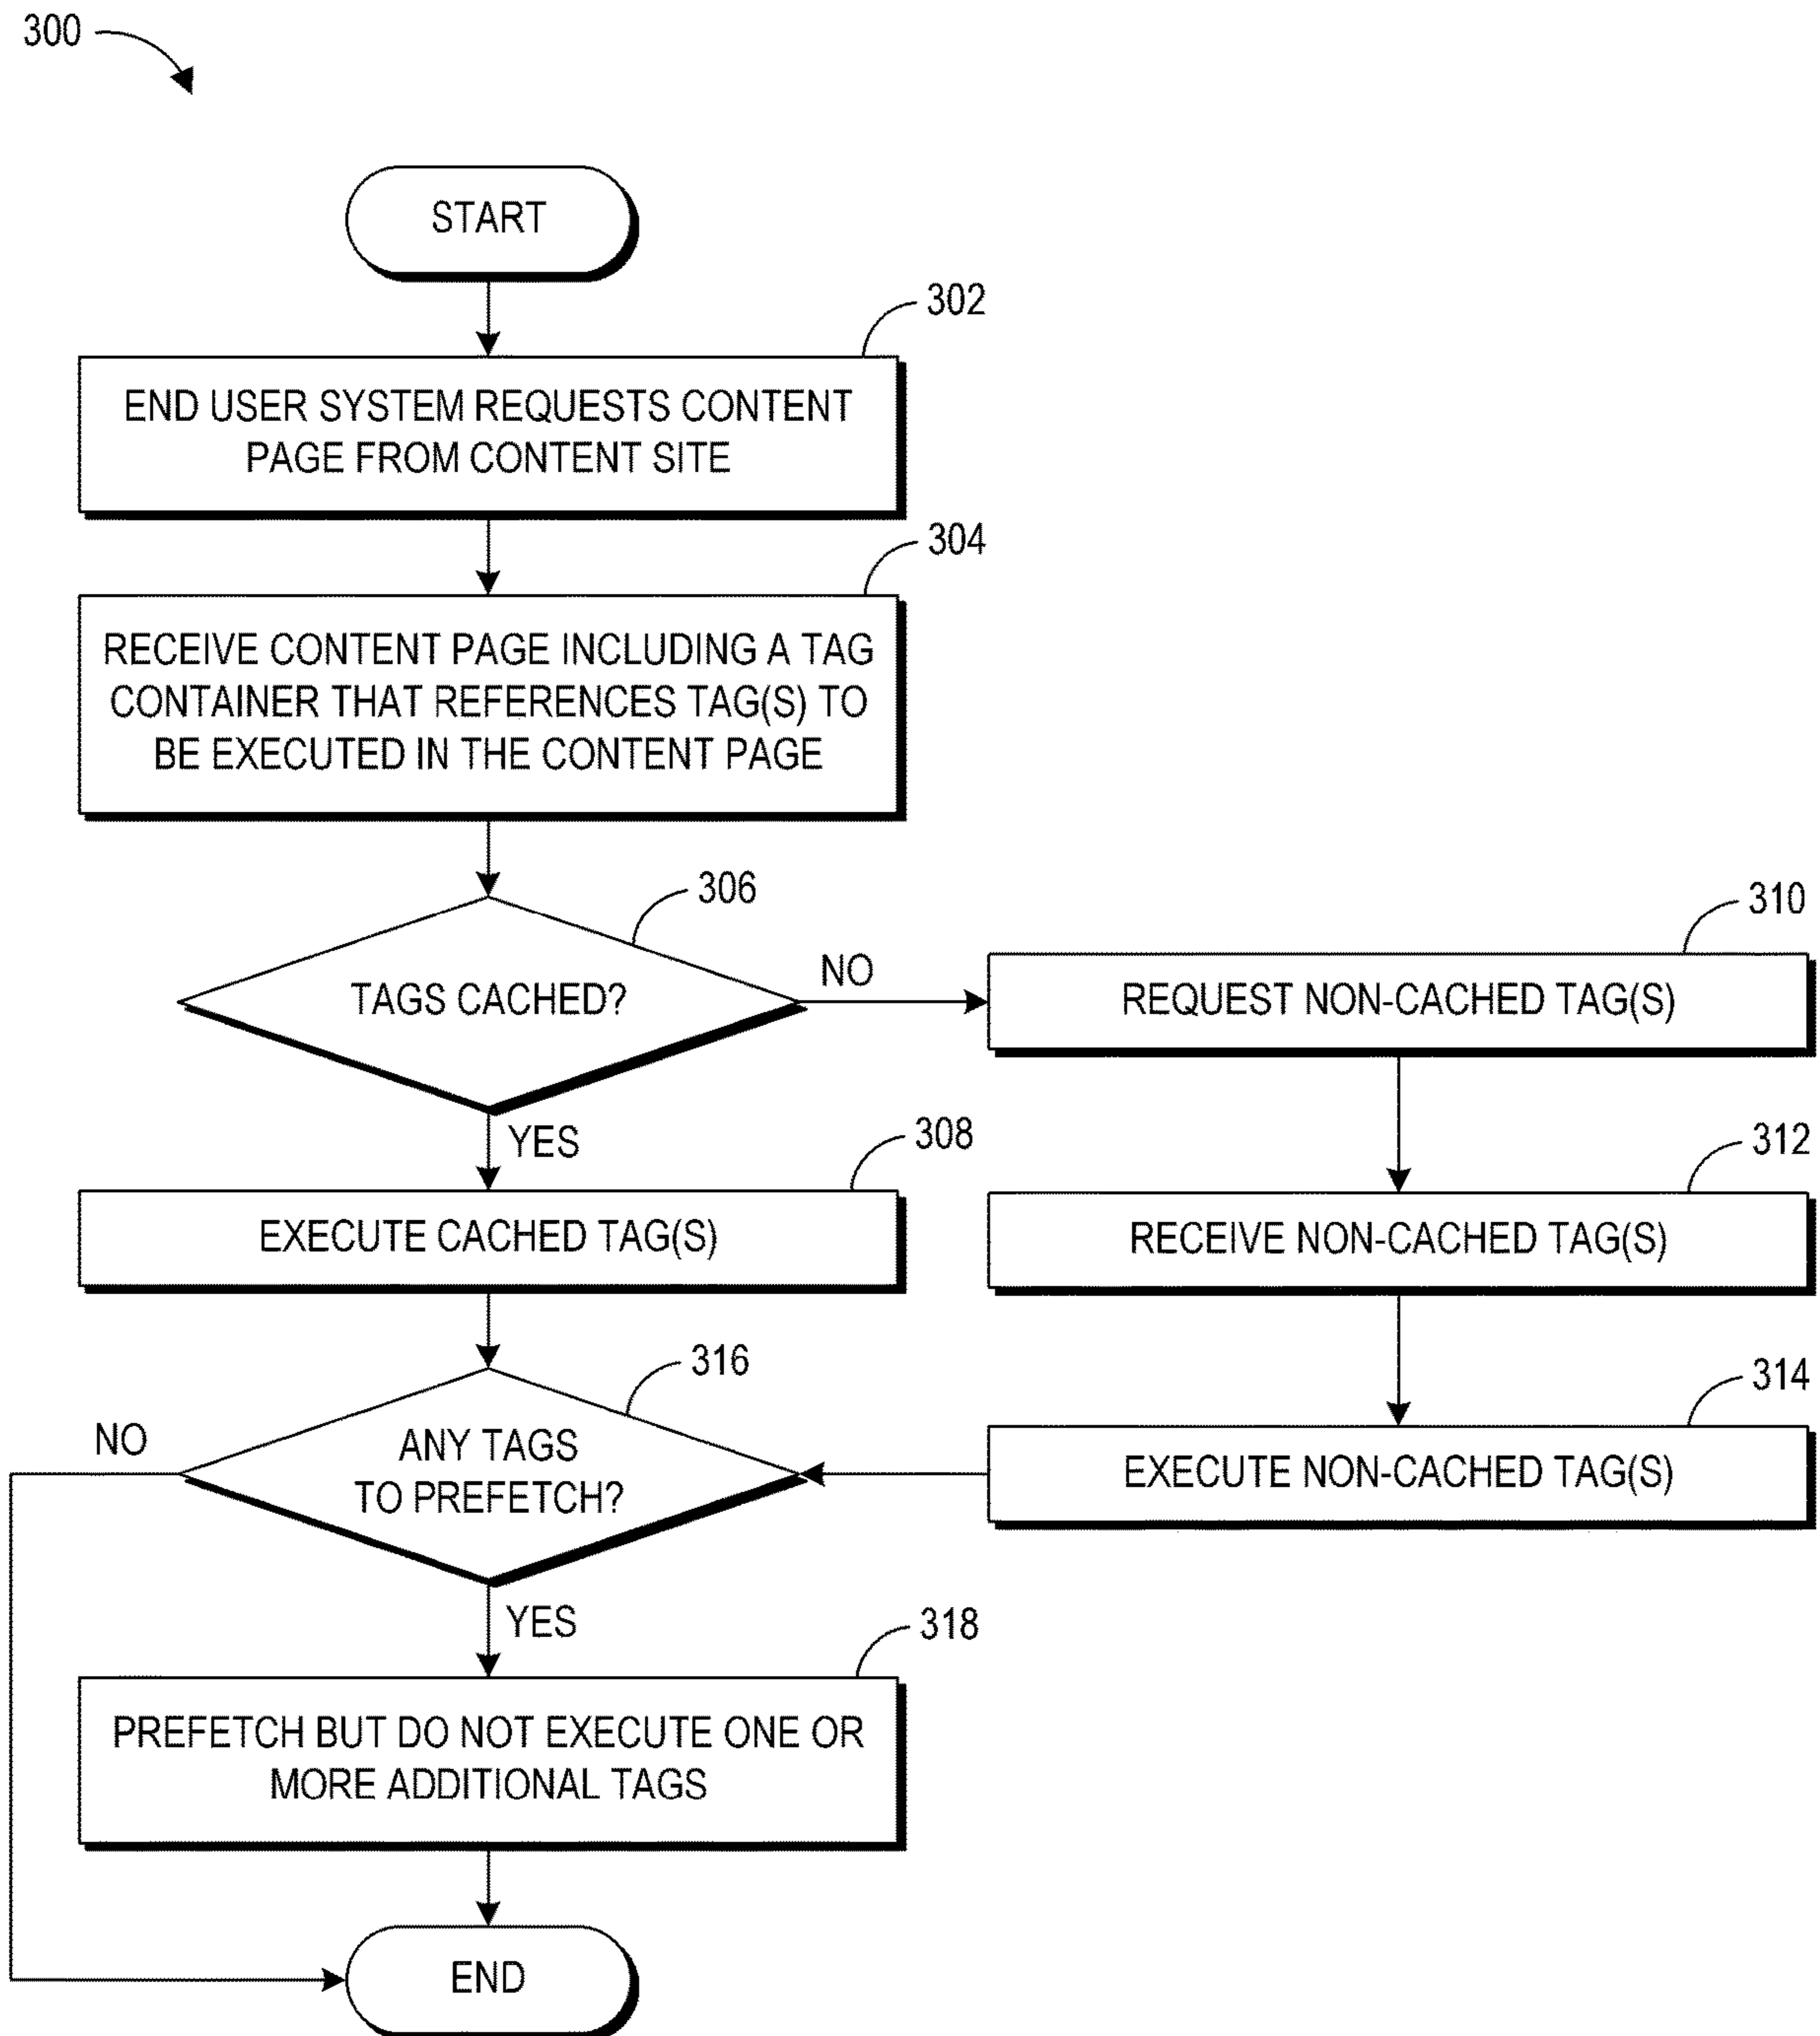 300
START
302
END USER SYSTEM REQUESTS CONTENT
PAGE FROM CONTENT SITE
304
RECEIVE CONTENT PAGE INCLUDING A TAG
CONTAINER THAT REFERENCES TAG(S) TO
BE EXECUTED IN THE CONTENT PAGE
306
TAGS CACHED?
NO
310
REQUEST NON-CACHED TAG(S)
YES
308
EXECUTE CACHED TAG(S)
312
RECEIVE NON-CACHED TAG(S)
316
ANY TAGS
TO PREFETCH?
NO
314
EXECUTE NON-CACHED TAG(S)
YES
318
PREFETCH BUT DO NOT EXECUTE ONE OR
MORE ADDITIONAL TAGS
END